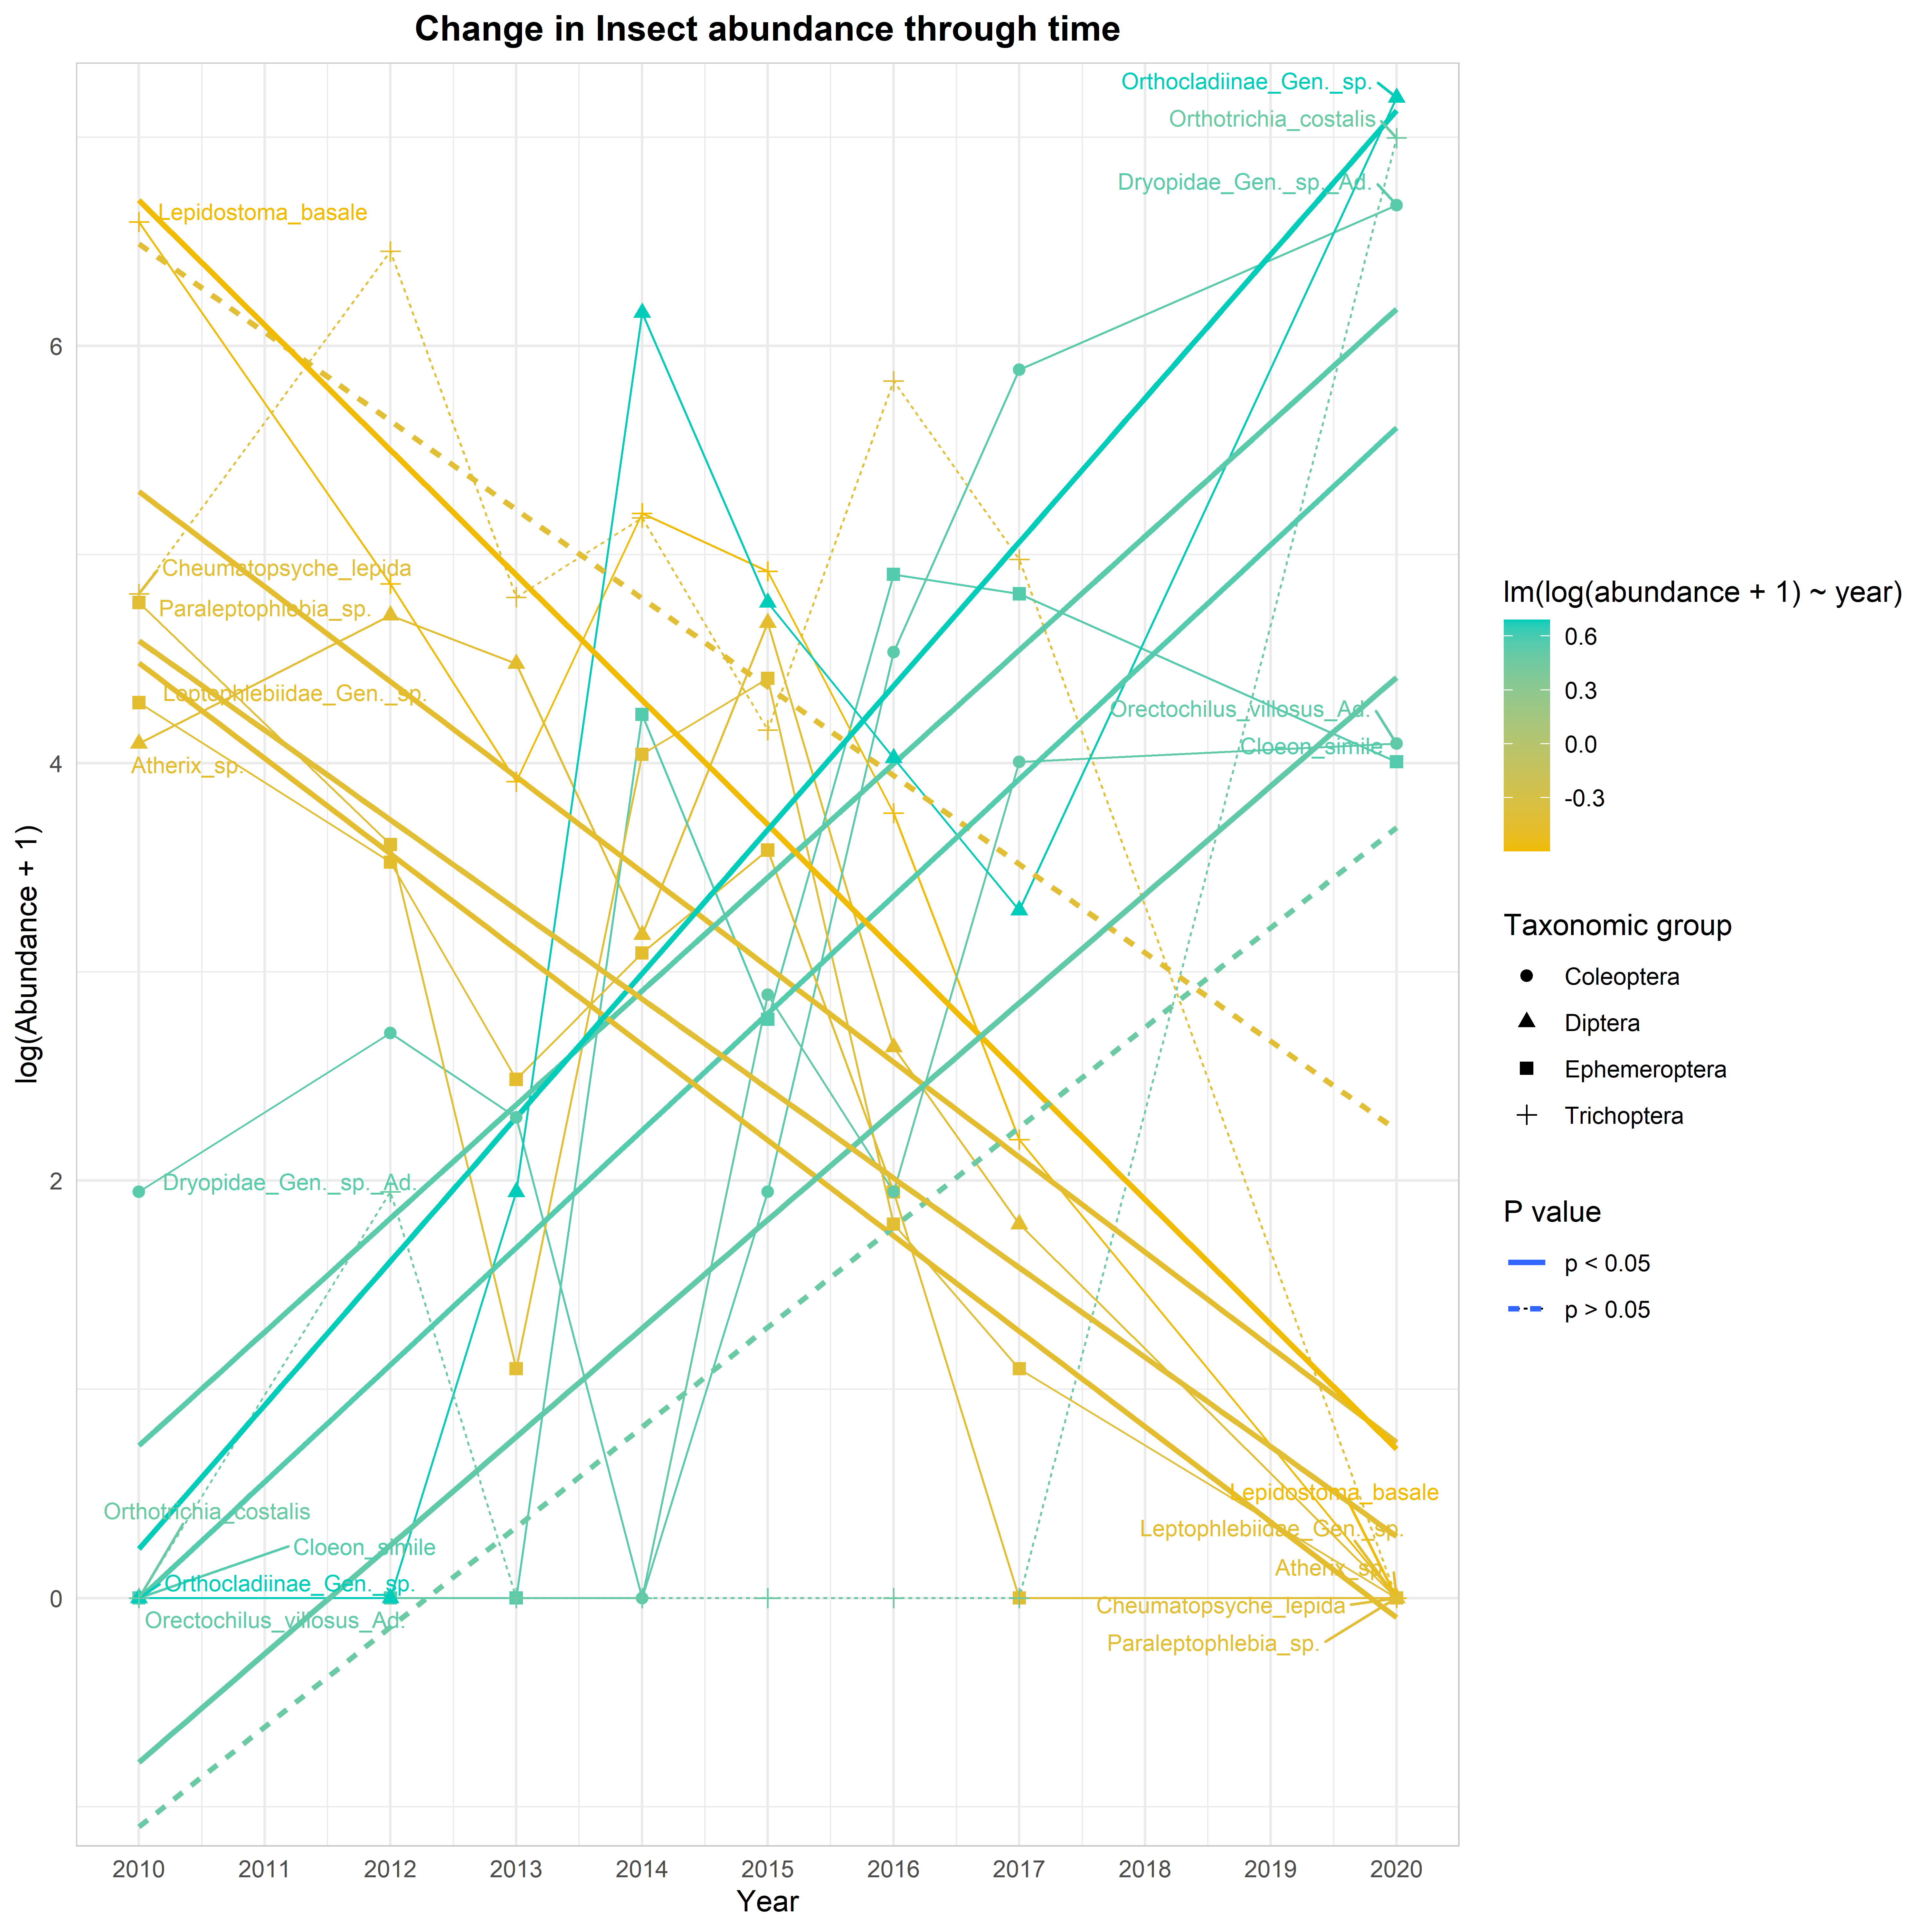 Change in Insect abundance through time
Orthocladiinae_Gen._sp.
Orthotrichia_costalis
Dryopidae_Gen._sp._Ad.
Lepidostoma_basale
6
Cheumatopsyche_lepida
Paraleptophlebia_sp.
Leptophlebiidae_Gen._sp.
Orectochilus_villosus_Ad.
Cloeon_simile
4
Atherix_sp.
log(Abundance + 1)
2
Dryopidae_Gen._sp._Ad.
Lepidostoma_basale
Orthotrichia_costalis
Leptophlebiidae_Gen._sp.
Cloeon_simile
Atherix_sp.
Orthocladiinae_Gen._sp.
0
Cheumatopsyche_lepida
Orectochilus_villosus_Ad.
Paraleptophlebia_sp.
2010 2011 2012 2013 2014 2015 2016 2017 2018 2019 2020
Year
lm(log(abundance + 1) ~ year)
0.6
0.3
0.0
-0.3
Taxonomic group
Coleoptera
Diptera
Ephemeroptera
Trichoptera
P value
p < 0.05
p > 0.05